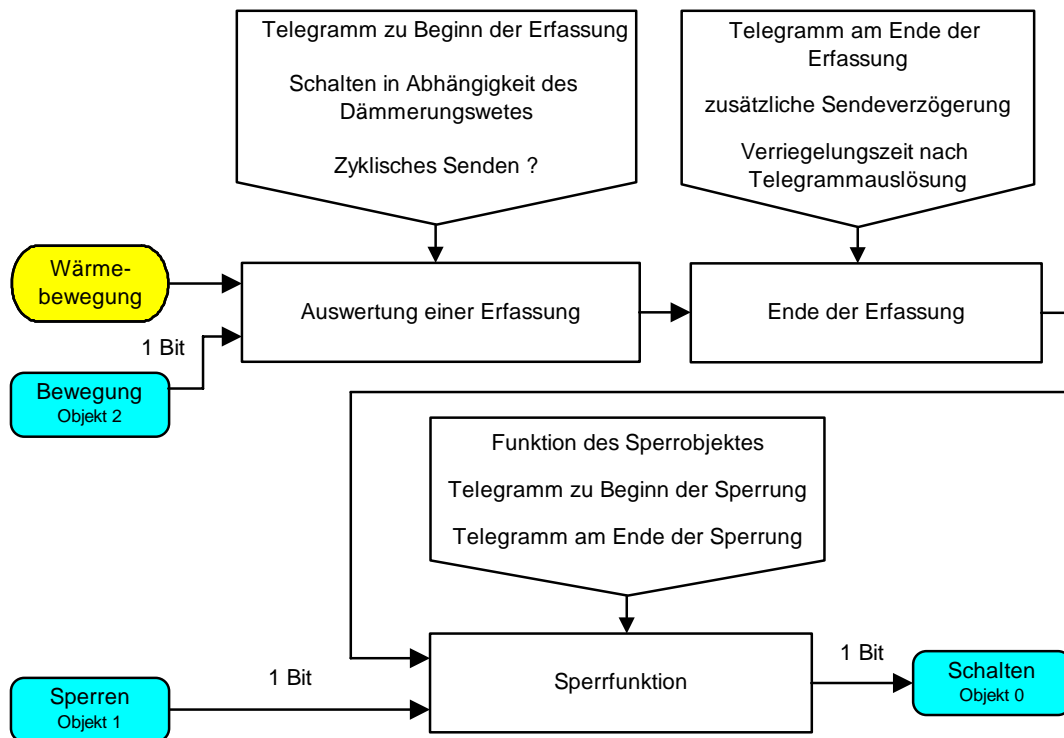 Telegramm zu Beginn der Erfassung
Schalten in Abhängigkeit des
Dämmerungswetes
Zyklisches Senden ?
Telegramm am Ende der
Erfassung
zusätzliche Sendeverzögerung
Verriegelungszeit nach
Telegrammauslösung
Wärme-
bewegung
Auswertung einer Erfassung
Ende der Erfassung
1 Bit
Bewegung
Objekt 2
Funktion des Sperrobjektes
Telegramm zu Beginn der Sperrung
Telegramm am Ende der Sperrung
Sperren
Objekt 1
1 Bit
Sperrfunktion
1 Bit
Schalten
Objekt 0